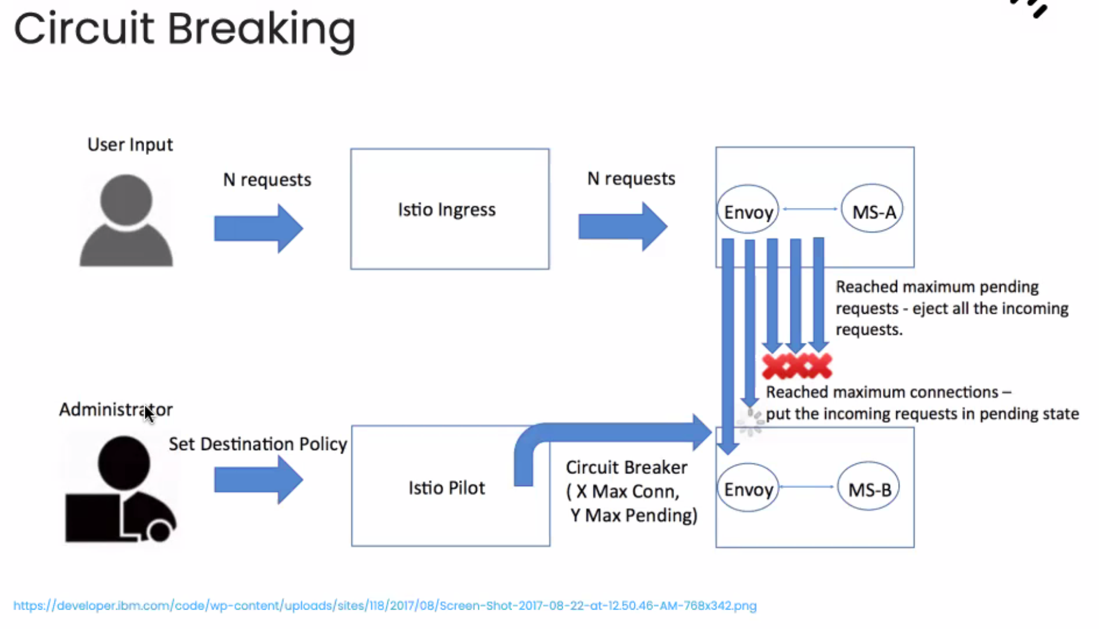 Circuit Breaking
User Input
N requests
Istio Ingress
N requests
Envoy
MS-A
Reached maximum pending
requests - eject all the incoming
requests.
Reached maximum connections –
put the incoming requests in pending state
Administrator
Set Destination Policy
Istio Pilot
Circuit Breaker
( X Max Conn,
Y Max Pending)
Envoy
MS-B
https://developer.ibm.com/code/wp-content/uploads/sites/118/2017/08/Screen-Shot-2017-08-22-at-12.50.46-AM-768x342.png